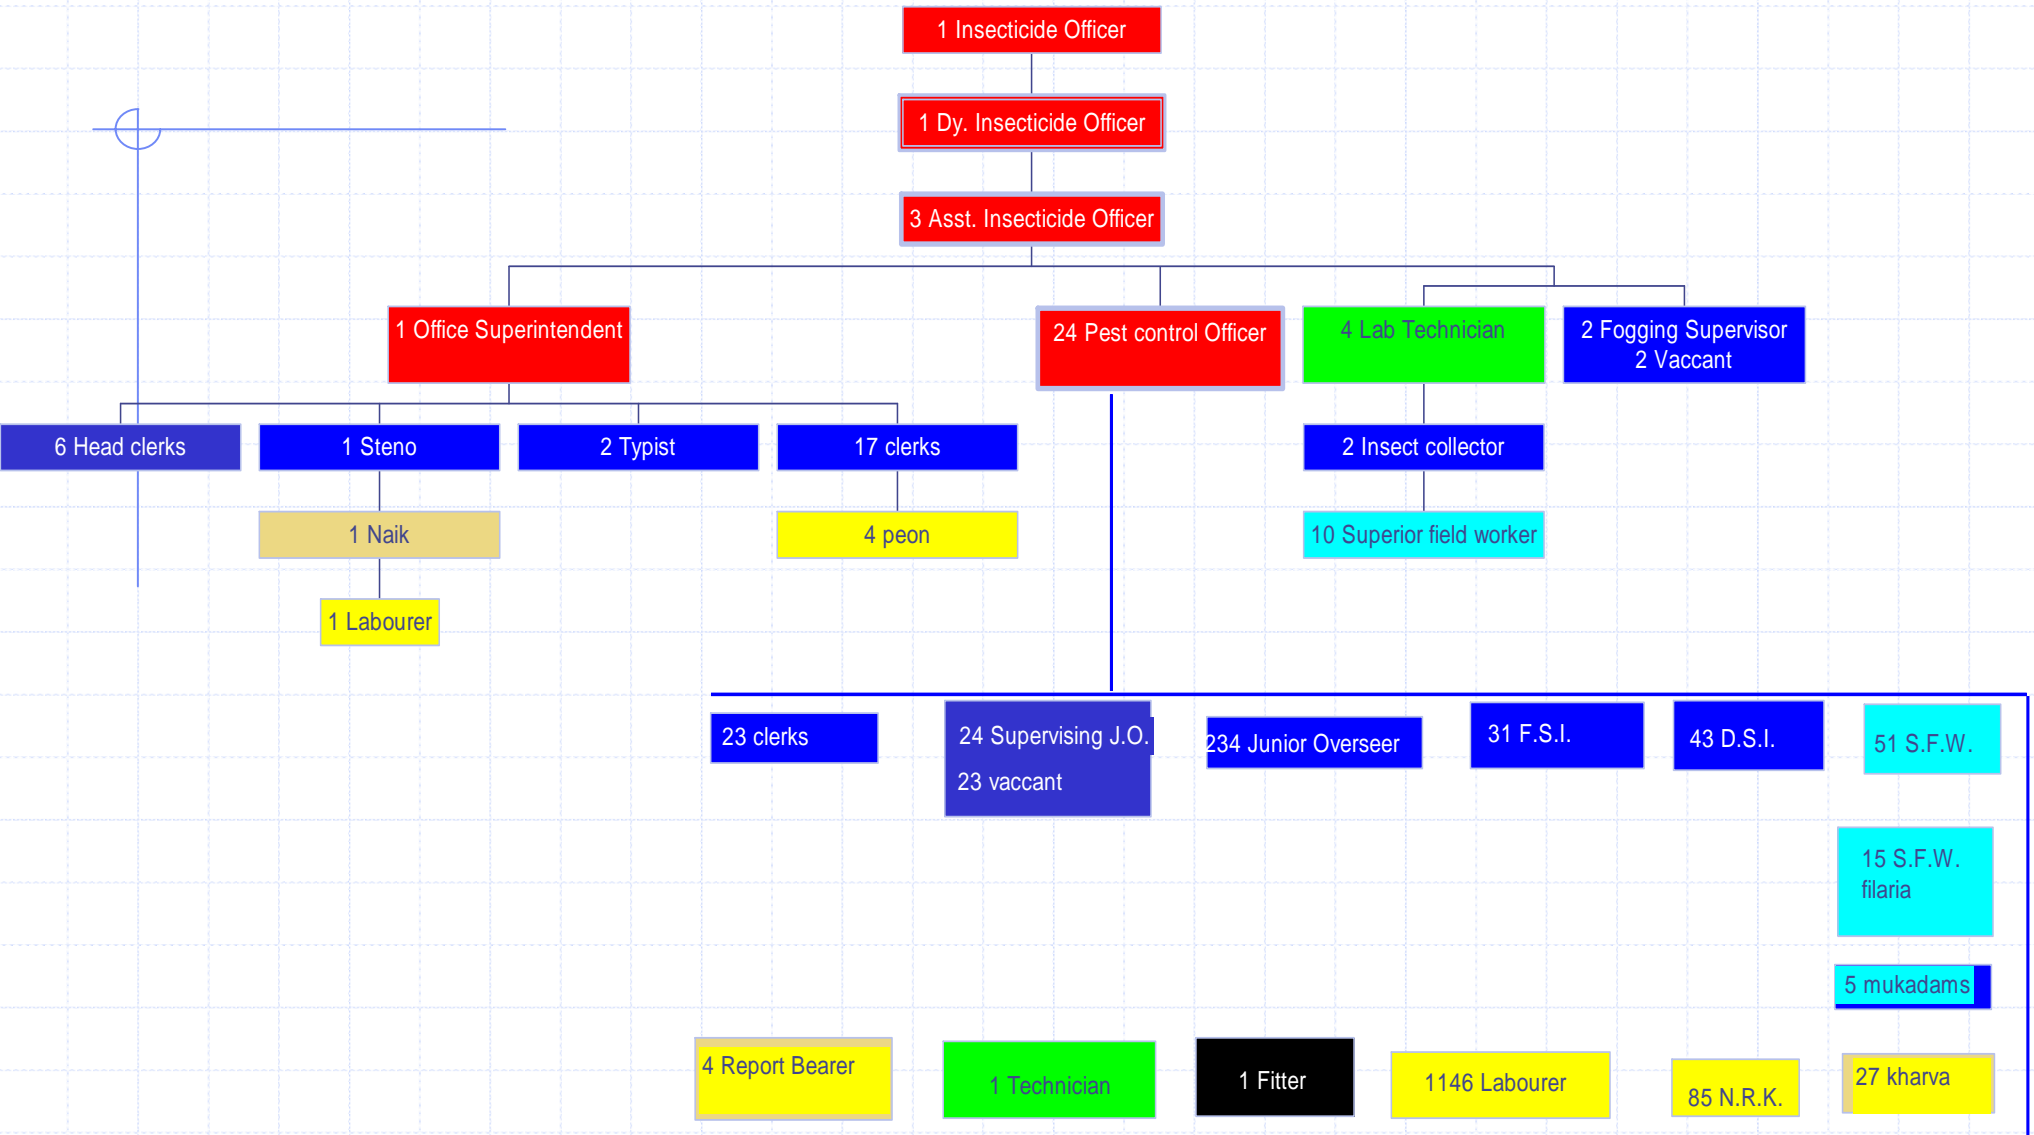 1 Insecticide Officer
1 Dy. Insecticide Officer
3 Asst. Insecticide Officer
1 Office Superintendent
24 Pest control Officer
4 Lab Technician
2 Fogging Supervisor
2 Vaccant
6 Head clerks
1 Steno
2 Typist
17 clerks
2 Insect collector
1 Naik
4 peon
10 Superior field worker
1 Labourer
23 clerks
24 Supervising J.O.
23 vaccant
234 Junior Overseer
31 F.S.I.
43 D.S.I.
51 S.F.W.
15 S.F.W.
filaria
5 mukadams
4 Report Bearer
1 Technician
1 Fitter
1146 Labourer
85 N.R.K.
27 kharva